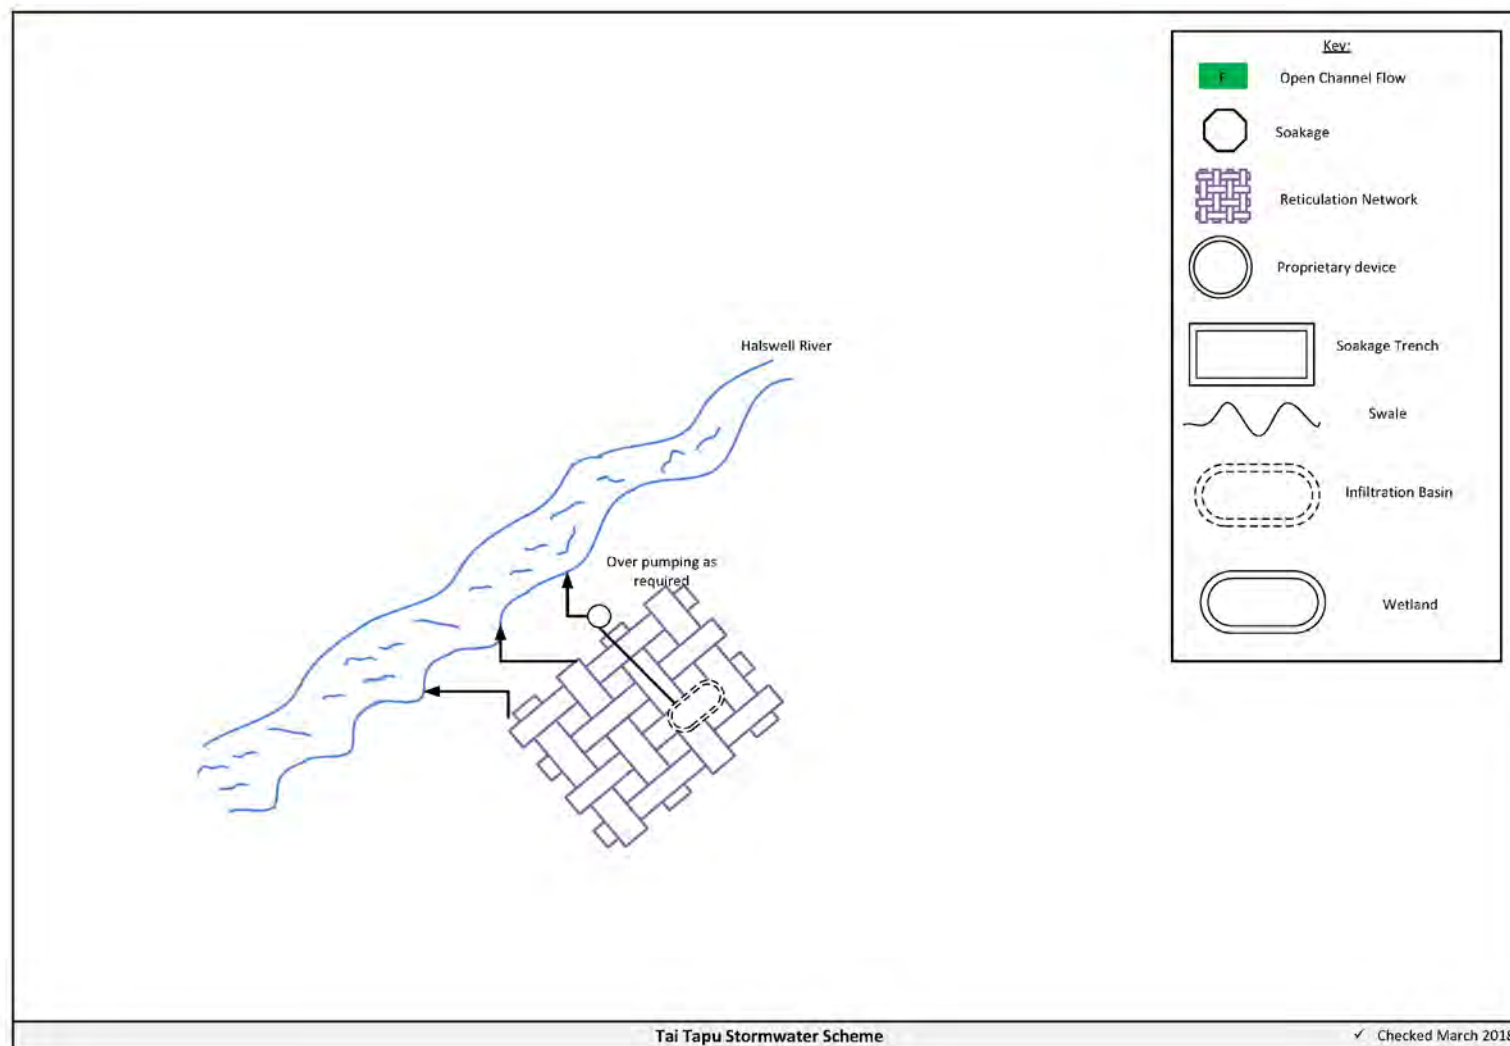 Key:
F
Open Channel Flow
Soakage
Reticulation Network
Proprietary device
Soakage Trench
Swale
Infiltration Basin
Wetland
Halswell River
Over pumping as
required
Tai Tapu Stormwater Scheme
✓ Checked March 2018